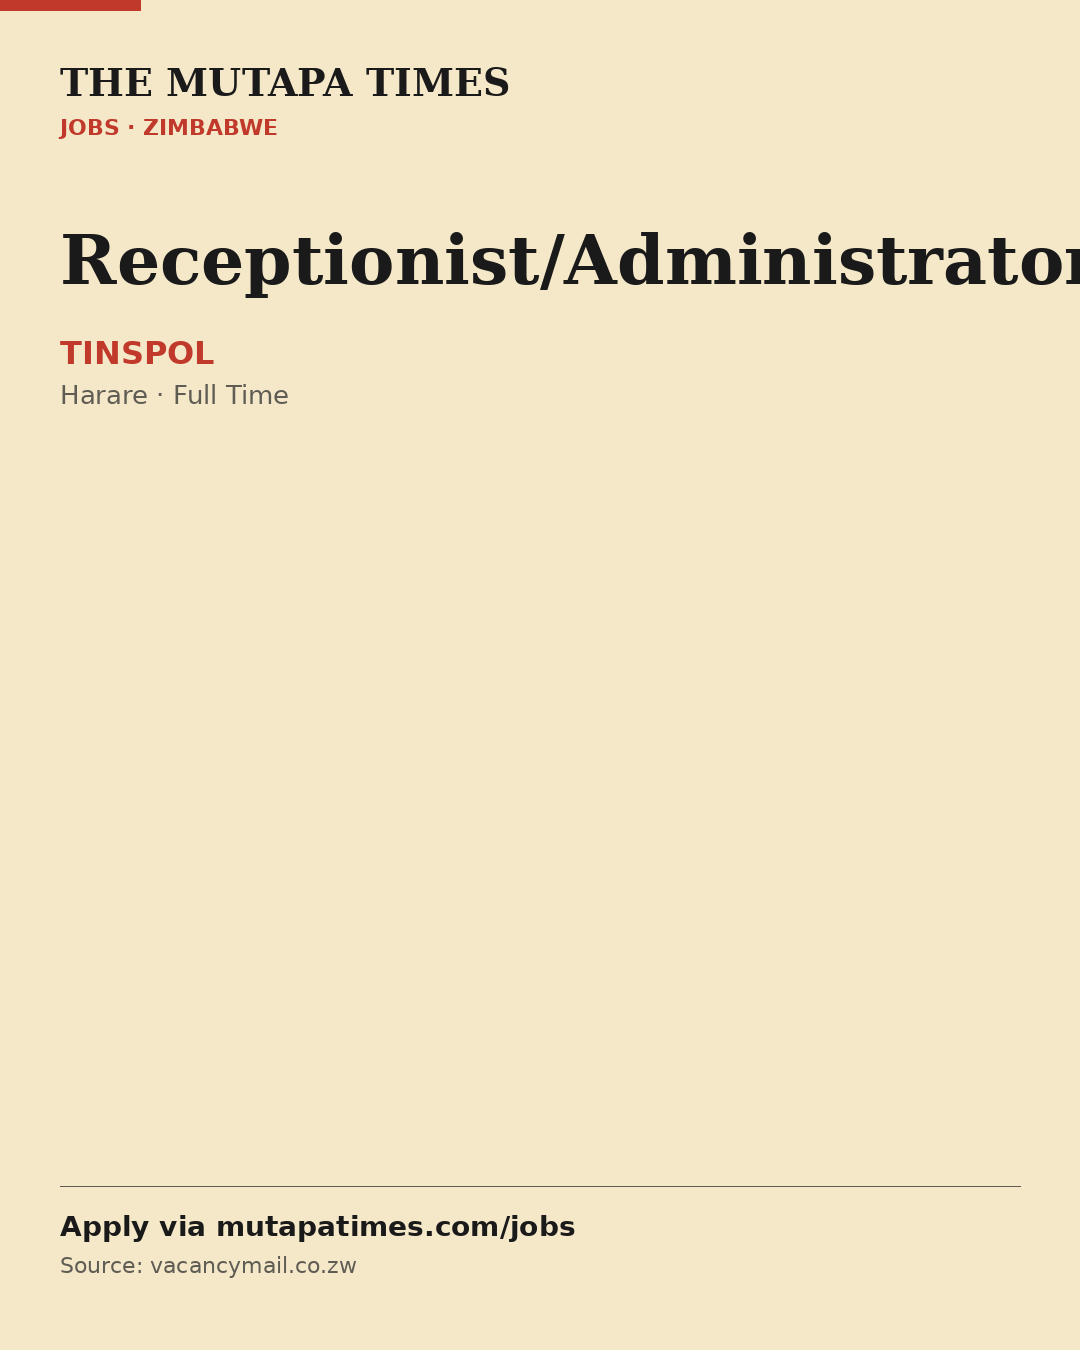 THE MUTAPA TIMES
JOBS · ZIMBABWE
Receptionist/Administrator
TINSPOL
Harare · Full Time
Apply via mutapatimes.com/jobs
Source: vacancymail.co.zw